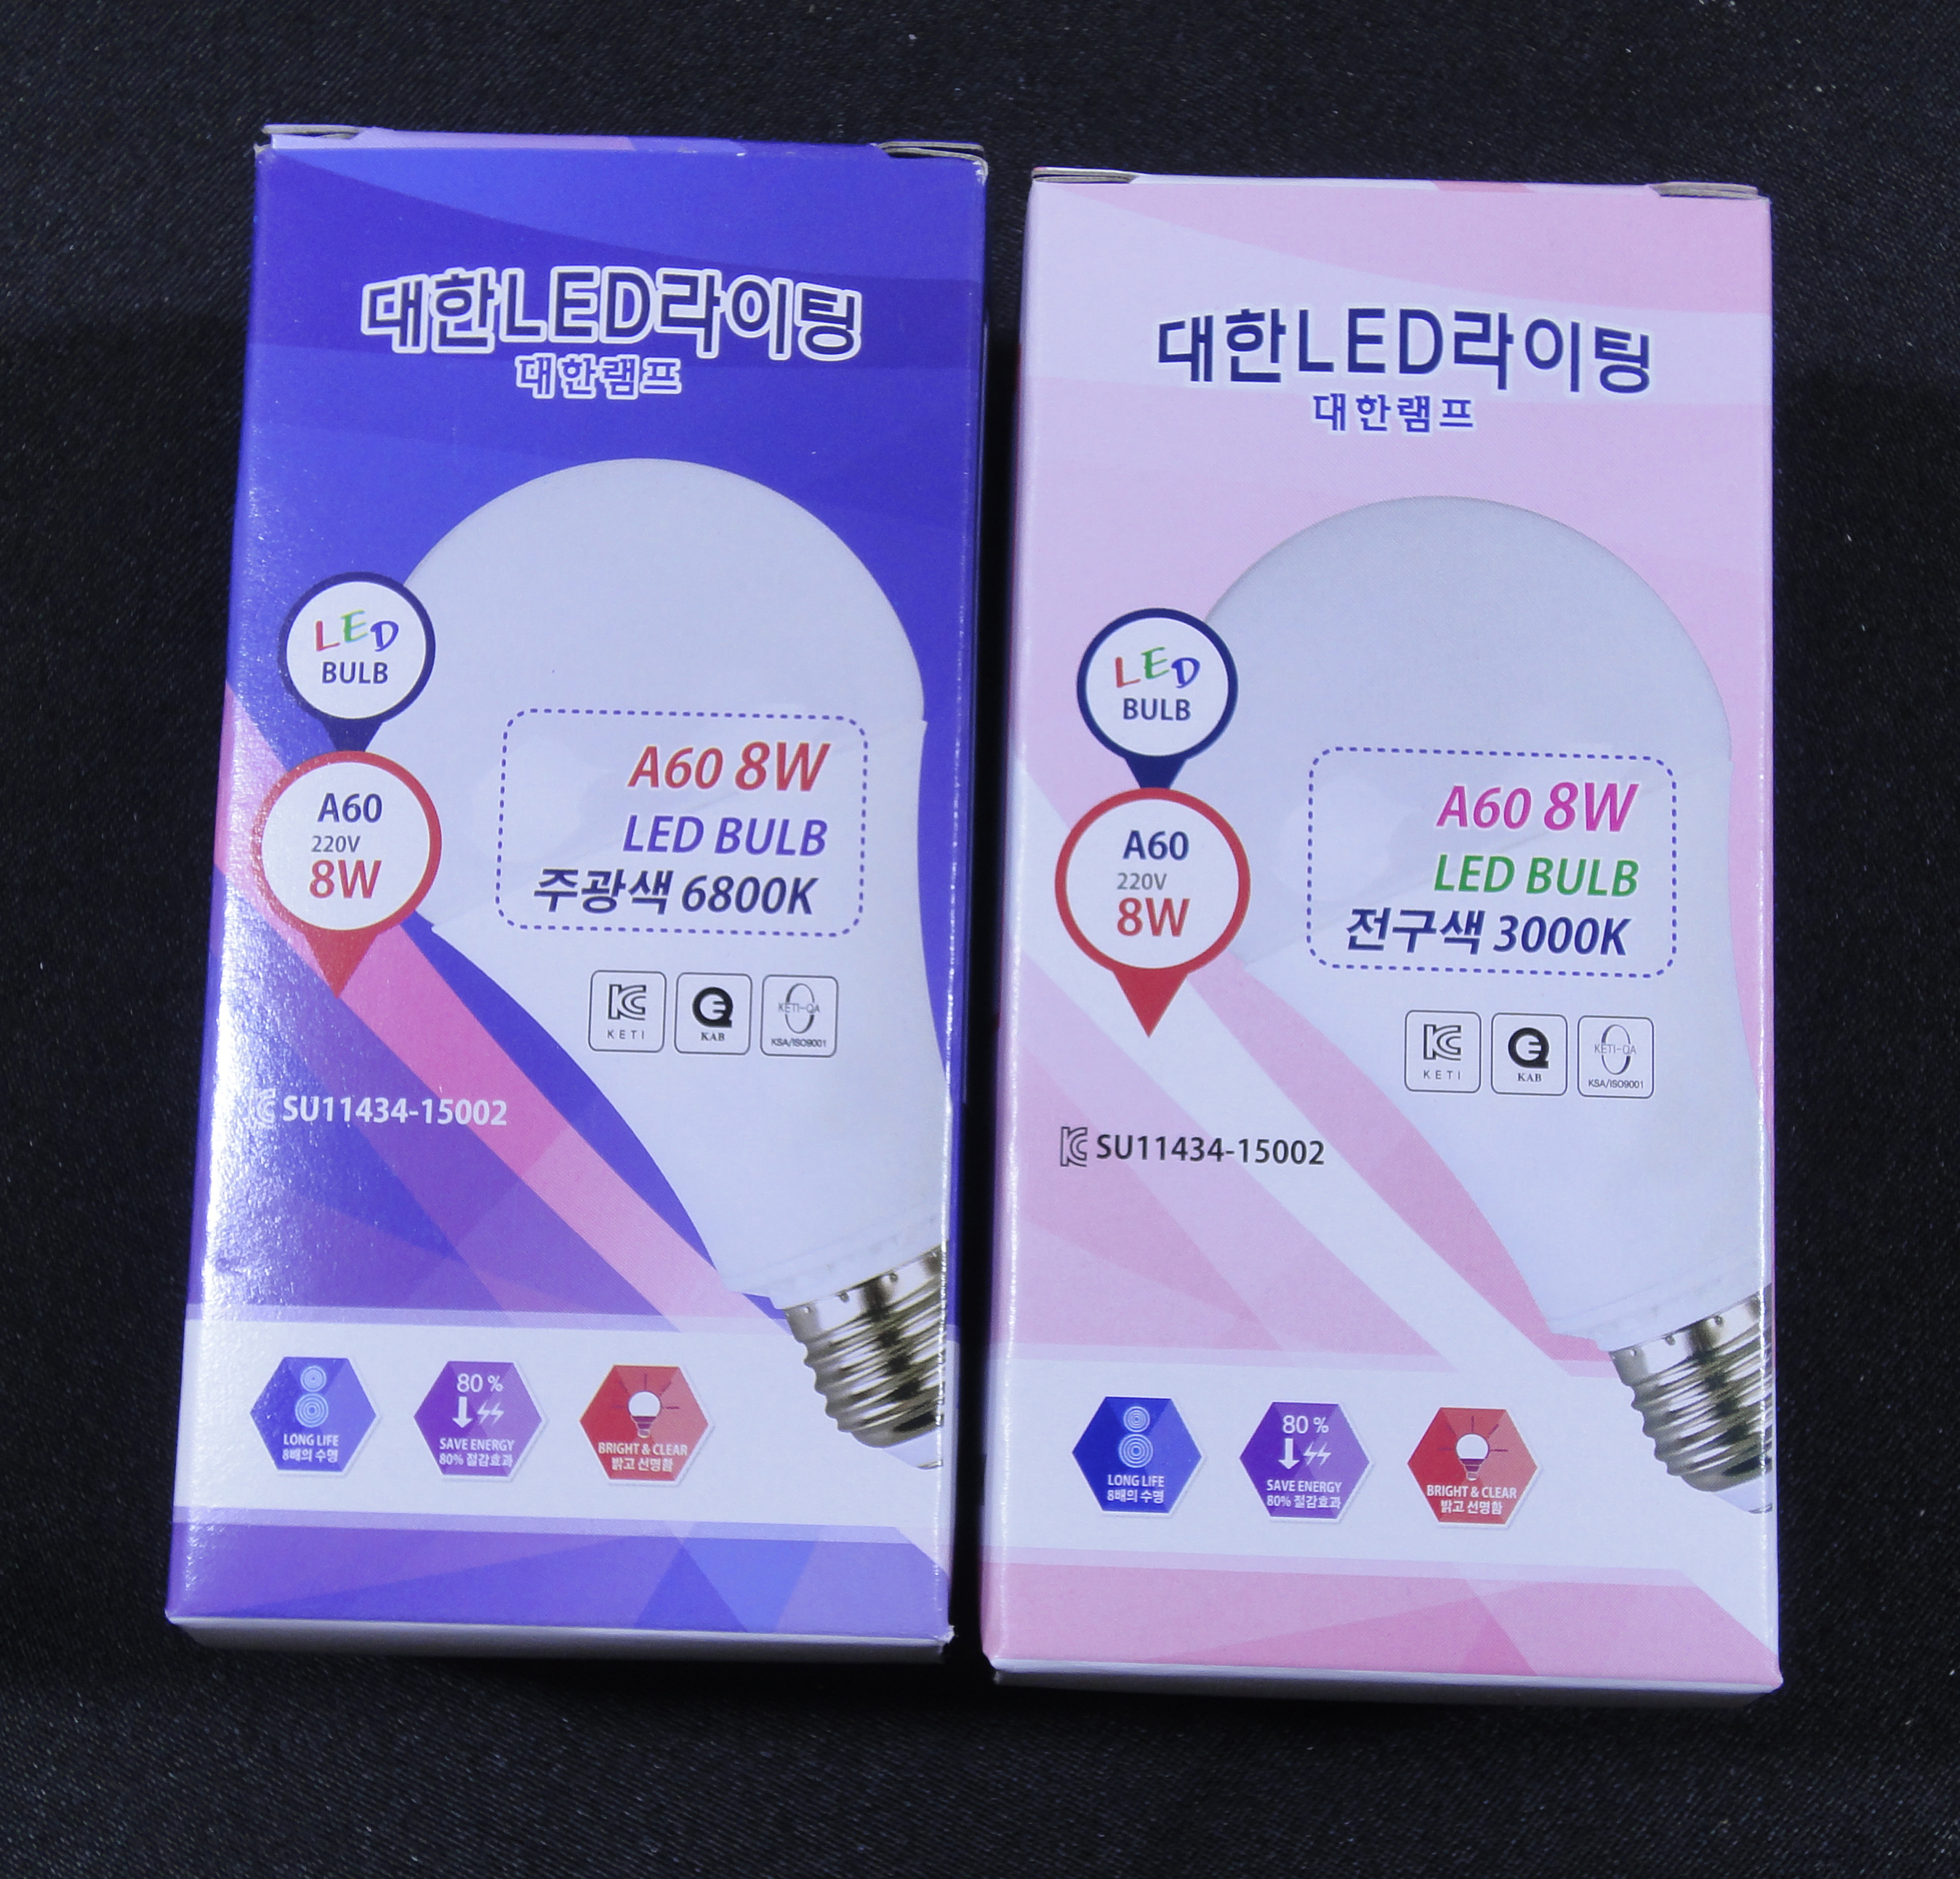 대한LED라이팅
대한램프
LED
BULB
A60
220V
8W
A60 8W
LED BULB
주광색 6800K
KC
KETI
KAB
KETI-QA
KSA/ISO9001
KC SU11434-15002
LONG LIFE
8배의 수명
80 %
SAVE ENERGY
80% 절감효과
BRIGHT & CLEAR
밝고 선명함
대한LED라이팅
대한램프
LED
BULB
A60
220V
8W
A60 8W
LED BULB
전구색 3000K
KC
KETI
KAB
KETI-QA
KSA/ISO9001
KC SU11434-15002
LONG LIFE
8배의 수명
80 %
SAVE ENERGY
80% 절감효과
BRIGHT & CLEAR
밝고 선명함